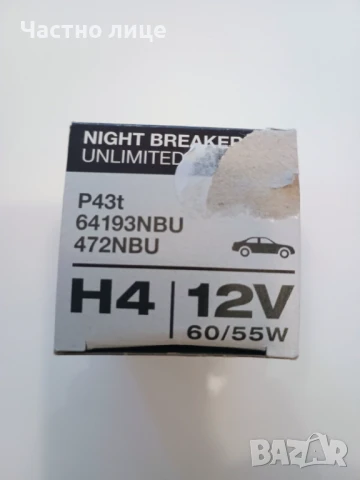 Частно лице
NIGHT BREAKER
UNLIMITED
P43t
64193NBU
472NBU
H4 12V
60/55W
BAZAR